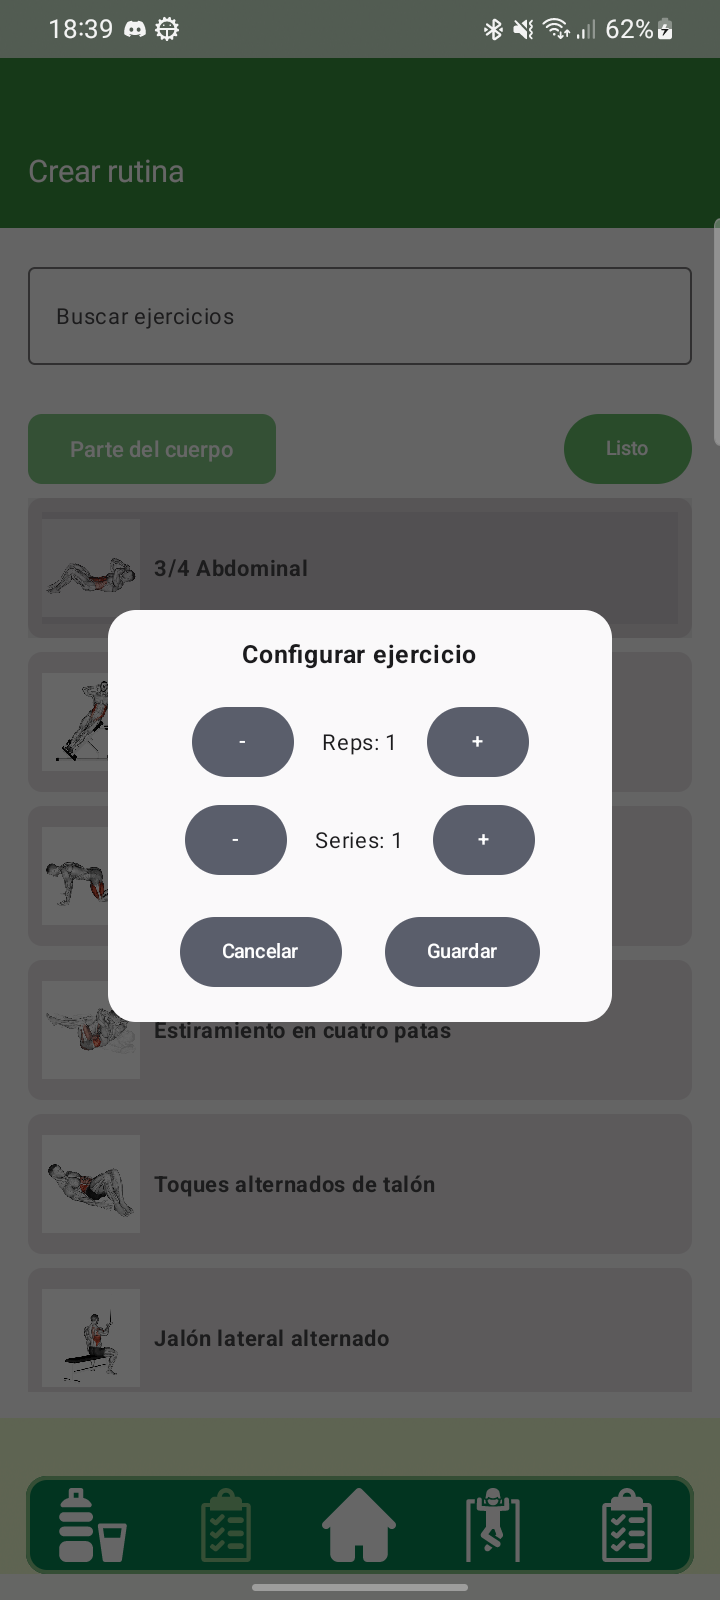 18:39
62%
Crear rutina
Buscar ejercicios
Parte del cuerpo
Listo
3/4 Abdominal
Configurar ejercicio
- Reps: 1 +
- Series: 1 +
Cancelar
Guardar
Estiramiento en cuatro patas
Toques alternados de talón
Jalón lateral alternado